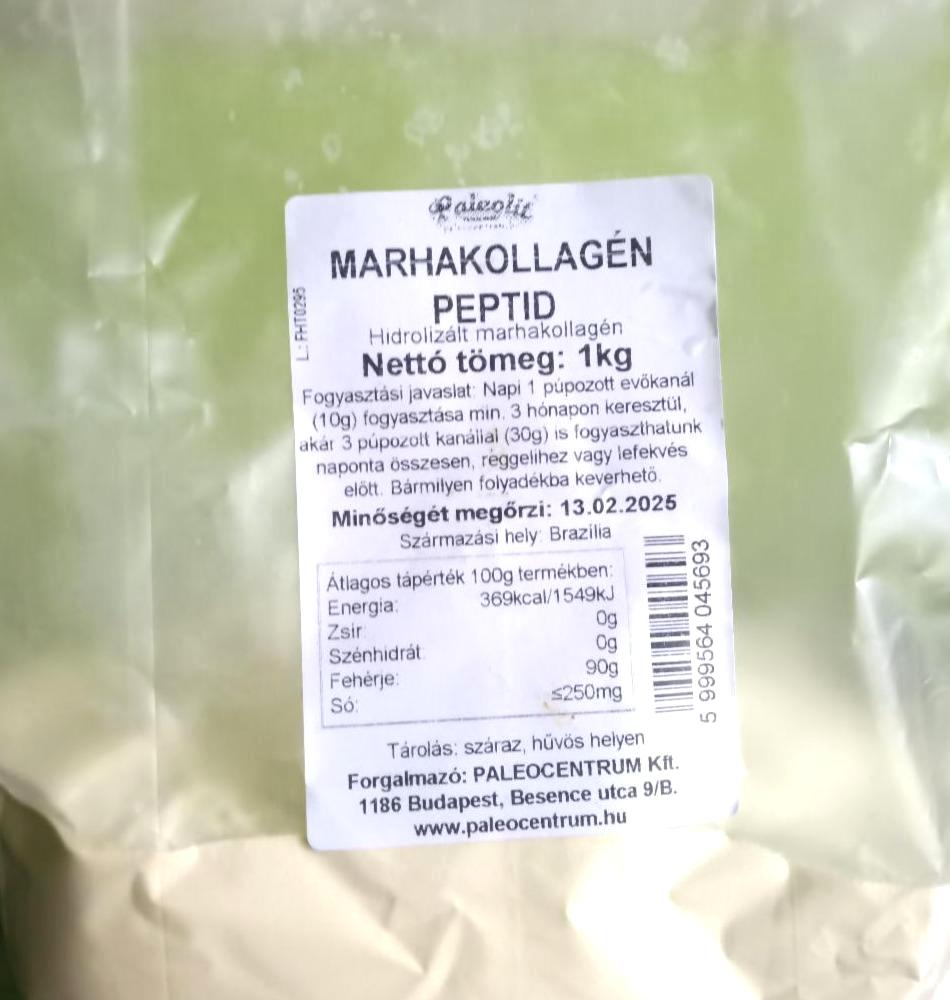 Paleolit
MARHAKOLLAGÉN
PEPTID
Hidrolizált marhakollagén
Nettó tömeg: 1kg
Fogyasztási javaslat: Napi 1 púpozott evőkanál
(10g) fogyasztása min. 3 hónapon keresztül,
akár 3 púpozott kanállal (30g) is fogyaszthatunk
naponta összesen, reggelihez vagy lefekvés
előtt. Bármilyen folyadékba keverhető.
Minőségét megőrzi: 13.02.2025
Származási hely: Brazília
Átlagos tápérték 100g termékben:
Energia: 369kcal/1549kJ
Zsír: 0g
Szénhidrát: 0g
Fehérje: 90g
Só: ≤250mg
Tárolás: száraz, hűvös helyen
Forgalmazó: PALEOCENTRUM Kft.
1186 Budapest, Besence utca 9/B.
www.paleocentrum.hu
L.: FHT0295
5 999564 045693